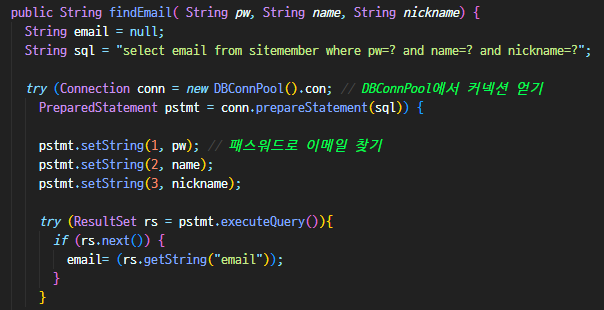 public String findEmail( String pw, String name, String nickname) {
String email = null;
String sql = "select email from sitemember where pw=? and name=? and nickname=?";
try (Connection conn = new DBConnPool().con; // DBConnPool에서 커넥션 얻기
PreparedStatement pstmt = conn.prepareStatement(sql)) {
pstmt.setString(1, pw); // 패스워드로 이메일 찾기
pstmt.setString(2, name);
pstmt.setString(3, nickname);
try (ResultSet rs = pstmt.executeQuery()){
if (rs.next()) {
email= (rs.getString("email"));
}
}